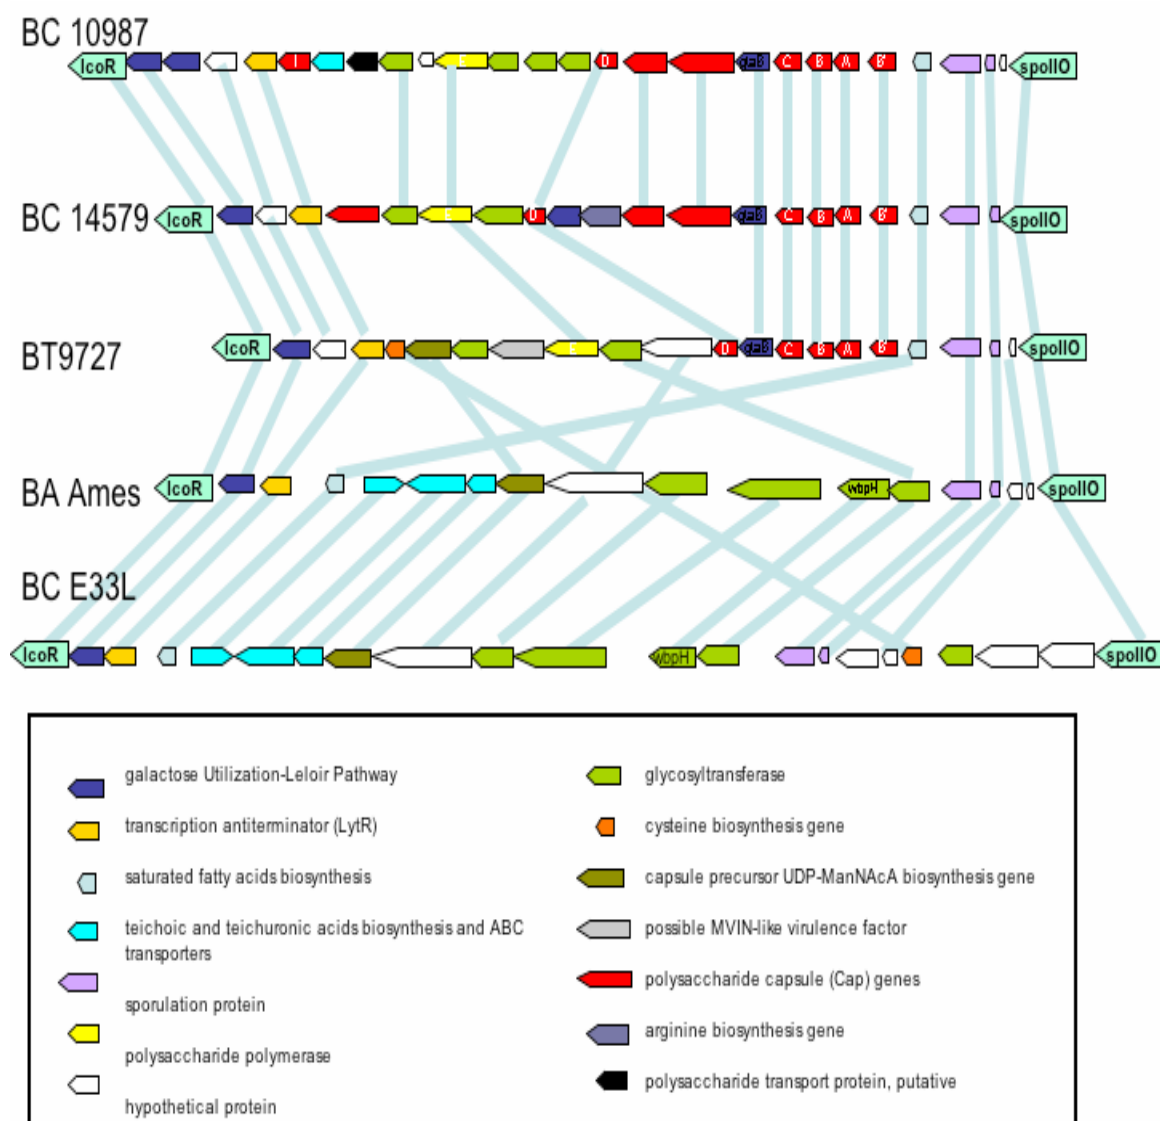 BC 10987
lcoR I E D glaB C B A B' spoIIO
BC 14579
lcoR E D glaB C B A B' spoIIO
BT9727
lcoR E D glaB C B A B' spoIIO
BA Ames
lcoR wbpH spoIIO
BC E33L
lcoR wbpH spoIIO
galactose Utilization-Leloir Pathway
glycosyltransferase
transcription antiterminator (LytR)
cysteine biosynthesis gene
saturated fatty acids biosynthesis
capsule precursor UDP-ManNAcA biosynthesis gene
teichoic and teichuronic acids biosynthesis and ABC
transporters
possible MVIN-like virulence factor
sporulation protein
polysaccharide capsule (Cap) genes
polysaccharide polymerase
arginine biosynthesis gene
hypothetical protein
polysaccharide transport protein, putative